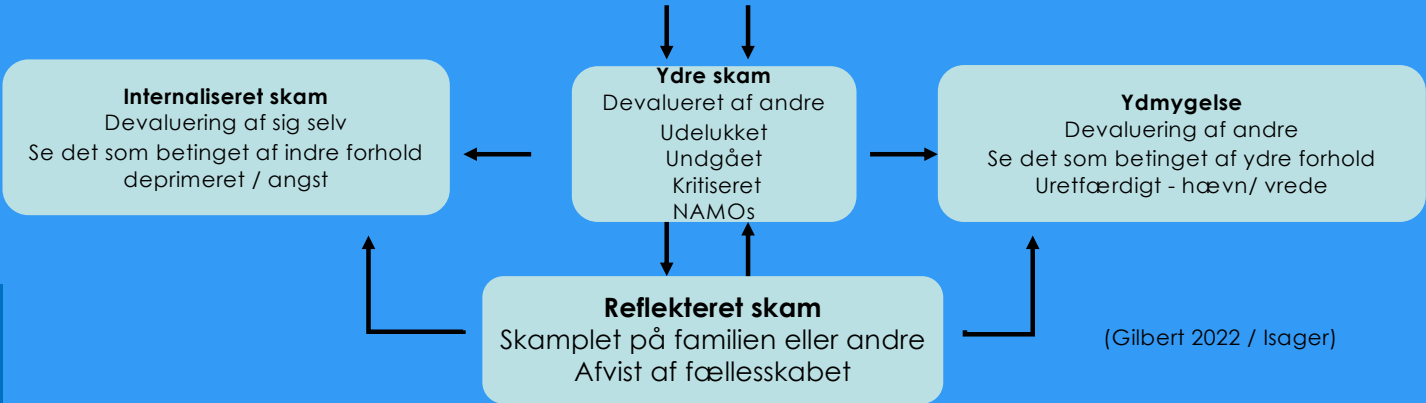 Internaliseret skam
Devaluering af sig selv
Se det som betinget af indre forhold
deprimeret / angst
Ydre skam
Devalueret af andre
Udelukket
Undgået
Kritiseret
NAMOs
Ydmygelse
Devaluering af andre
Se det som betinget af ydre forhold
Uretfærdigt - hævn/ vrede
Reflekteret skam
Skamplet på familien eller andre
Afvist af fællesskabet
(Gilbert 2022 / Isager)